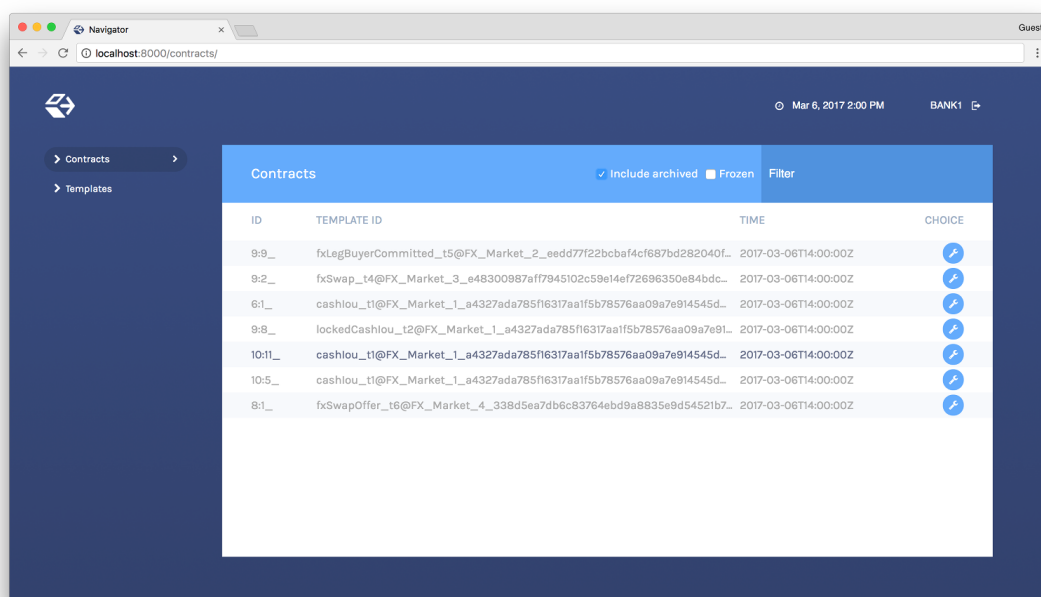 Navigator
Guest
localhost:8000/contracts/
Mar 6, 2017 2:00 PM BANK1
Contracts
Templates
Contracts Include archived Frozen Filter
ID TEMPLATE ID TIME CHOICE
9:9_ fxLegBuyerCommitted_t5@FX_Market_2_eedd77f22bcbaf4cf687bd282040f… 2017-03-06T14:00:00Z
9:2_ fxSwap_t4@FX_Market_3_e48300987aff7945102c59e14ef72696350e84bdc… 2017-03-06T14:00:00Z
6:1_ cashIou_t1@FX_Market_1_a4327ada785f16317aa1f5b78576aa09a7e914545d… 2017-03-06T14:00:00Z
9:8_ lockedCashIou_t2@FX_Market_1_a4327ada785f16317aa1f5b78576aa09a7e91… 2017-03-06T14:00:00Z
10:11_ cashIou_t1@FX_Market_1_a4327ada785f16317aa1f5b78576aa09a7e914545d… 2017-03-06T14:00:00Z
10:5_ cashIou_t1@FX_Market_1_a4327ada785f16317aa1f5b78576aa09a7e914545d… 2017-03-06T14:00:00Z
8:1_ fxSwapOffer_t6@FX_Market_4_338d5ea7db6c83764ebd9a8835e9d54521b7… 2017-03-06T14:00:00Z